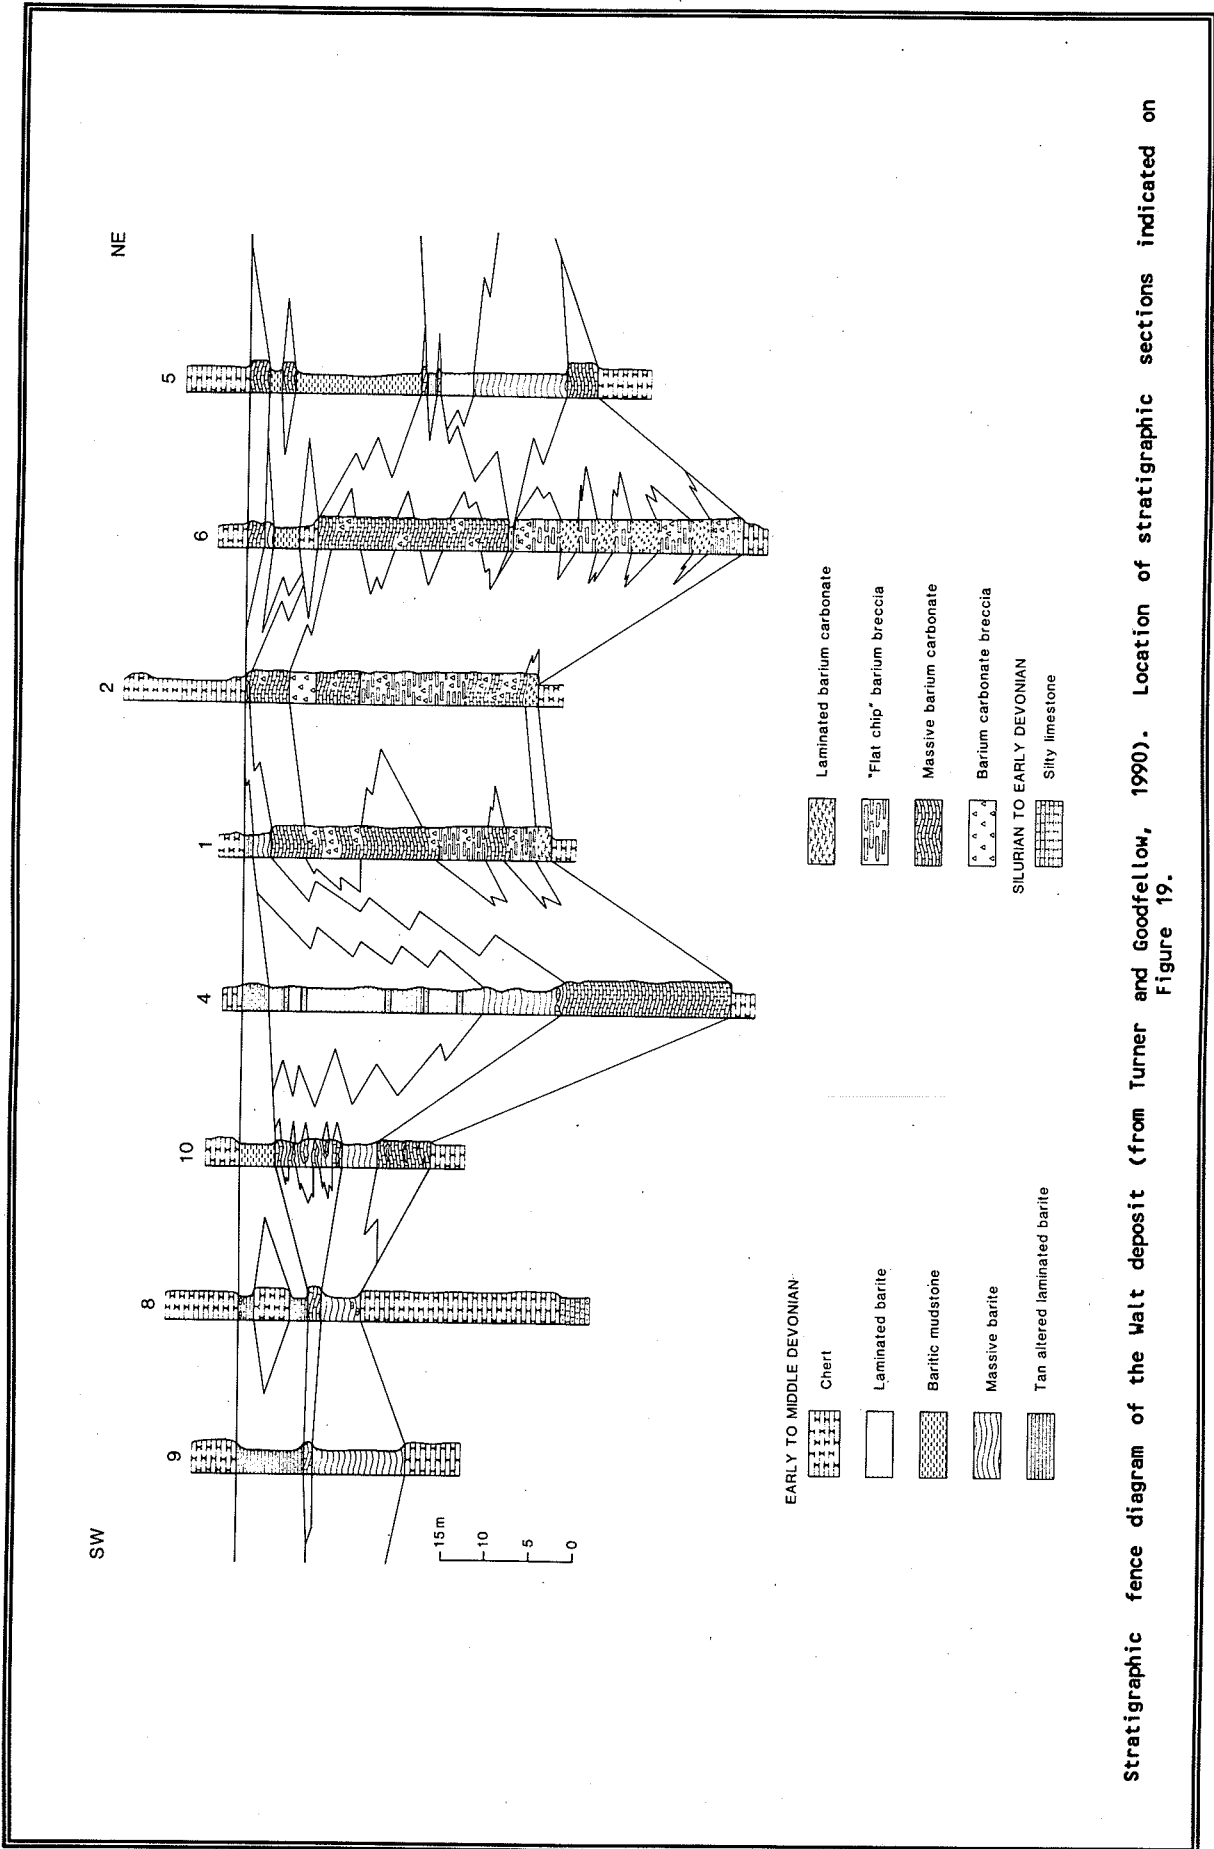 SW
NE
9
8
10
4
1
2
6
5
15 m
10
5
0
EARLY TO MIDDLE DEVONIAN
Chert
Laminated barite
Baritic mudstone
Massive barite
Tan altered laminated barite
Laminated barium carbonate
"Flat chip" barium breccia
Massive barium carbonate
Barium carbonate breccia
SILURIAN TO EARLY DEVONIAN
Silty limestone
Stratigraphic fence diagram of the Walt deposit (from Turner and Goodfellow, 1990). Location of stratigraphic sections indicated on
Figure 19.